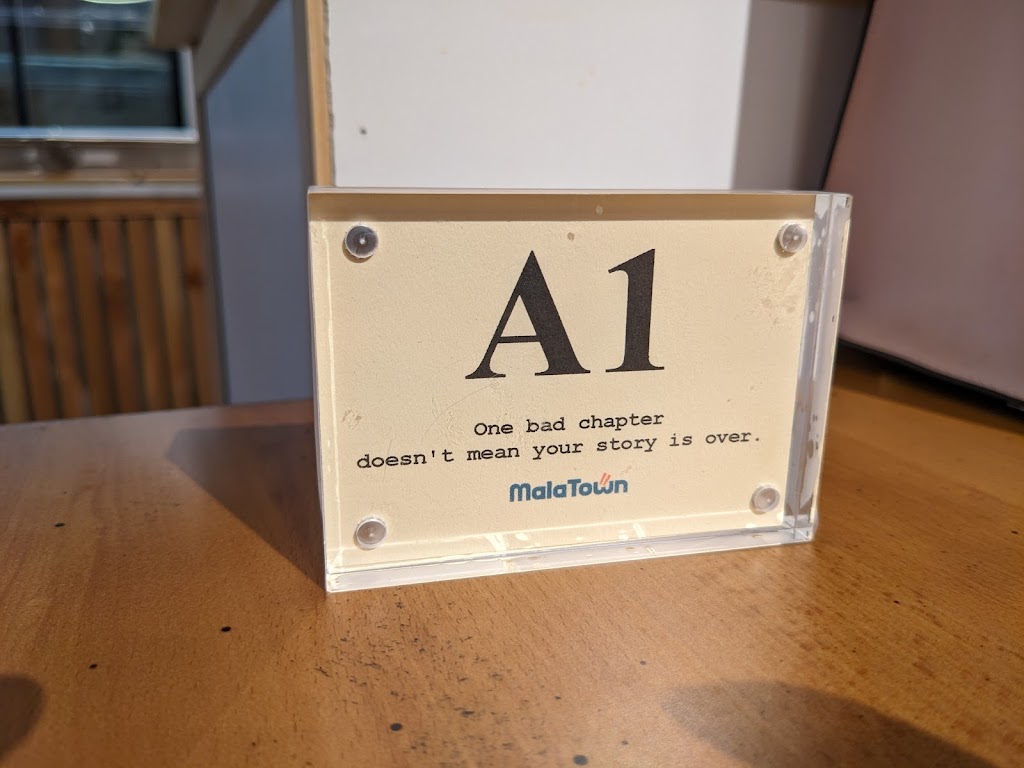 A1
One bad chapter
doesn't mean your story is over.
MalaTown